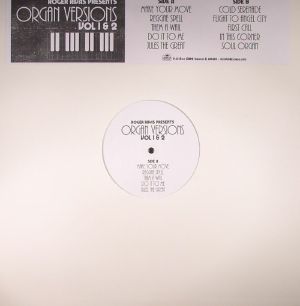 ROGER RIVAS PRESENTS
ORGAN VERSIONS
VOL 1 & 2
SIDE A
MAKE YOUR MOVE
REGGAE SPELL
THEM A WAIL
DO IT TO ME
JULES THE GREAT
SIDE B
COLD SERENADE
FLIGHT TO ANGEL CITY
FIRST CALL
IN THIS CORNER
SOUL ORGAN
ROGER RIVAS PRESENTS
ORGAN VERSIONS
VOL 1 & 2
SIDE A
MAKE YOUR MOVE
REGGAE SPELL
THEM A WAIL
DO IT TO ME
JULES THE GREAT